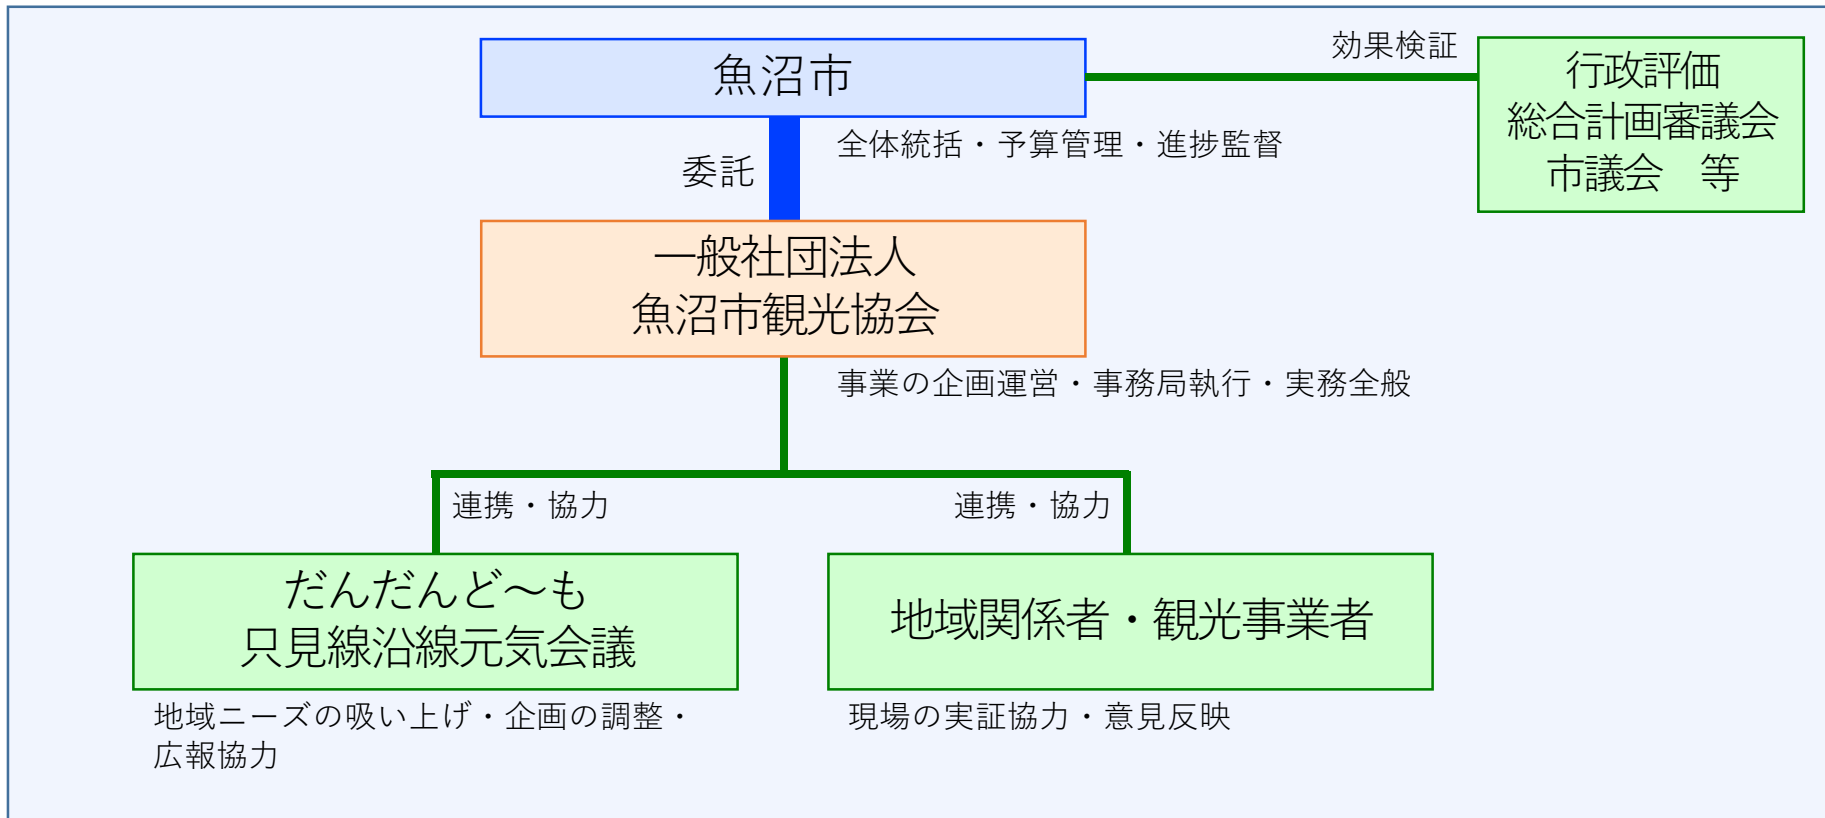 魚沼市
効果検証
行政評価
総合計画審議会
市議会　等
全体統括・予算管理・進捗監督
委託
一般社団法人
魚沼市観光協会
事業の企画運営・事務局執行・実務全般
連携・協力
連携・協力
だんだんど～も
只見線沿線元気会議
地域関係者・観光事業者
地域ニーズの吸い上げ・企画の調整・
広報協力
現場の実証協力・意見反映